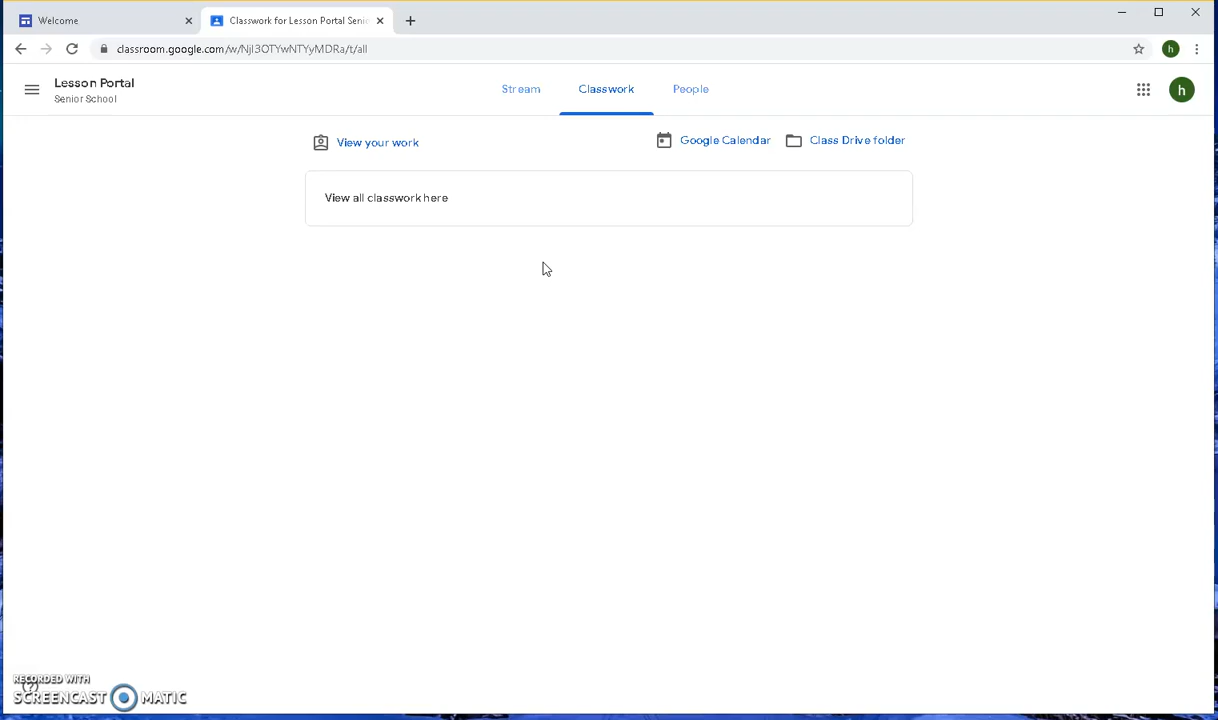 Welcome
Classwork for Lesson Portal Senio
classroom.google.com/w/NjI3OTYwNTYyMDRa/t/all
h
Lesson Portal
Senior School
Stream
Classwork
People
h
View your work
Google Calendar
Class Drive folder
View all classwork here
RECORDED WITH
SCREENCAST MATIC